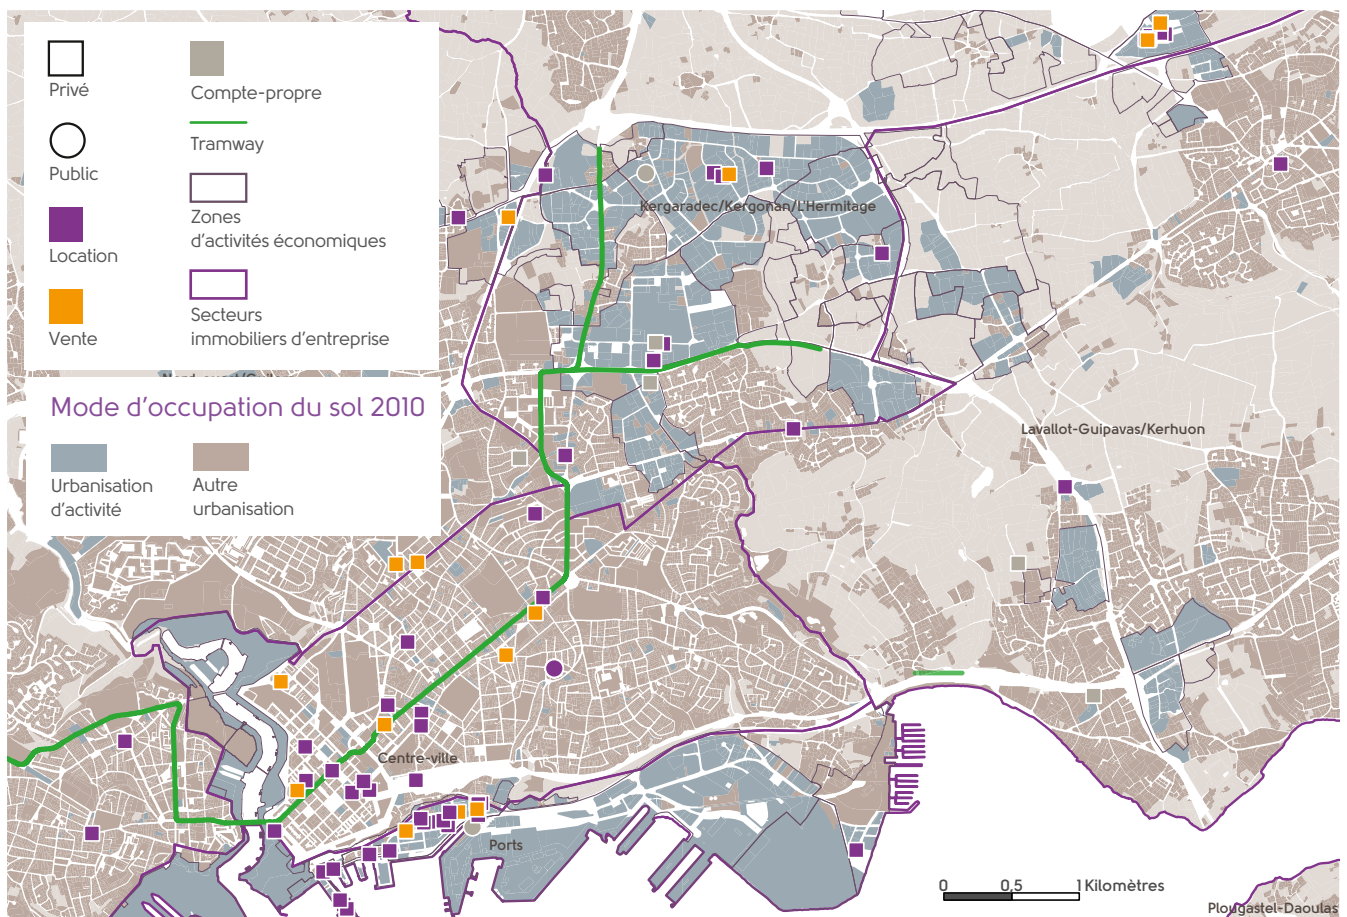 Privé
Public
Location
Vente
Compte-propre
Tramway
Zones
d'activités économiques
Secteurs
immobiliers d'entreprise
Mode d'occupation du sol 2010
Urbanisation
d'activité
Autre
urbanisation
Kergaradec/Kergonan/L'Hermitage
Lavallot-Guipavas/Kerhuon
Centre-ville
Ports
0
0,5
1 Kilomètres
Plougastel-Daoulas